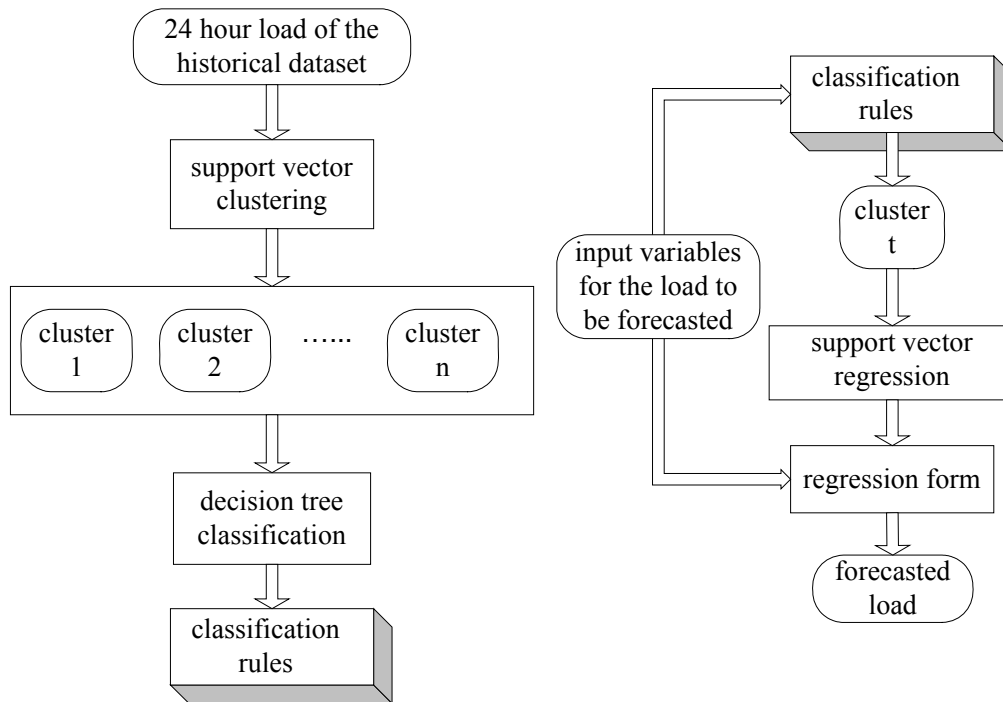 24 hour load of the
historical dataset
support vector
clustering
cluster
1
cluster
2
…...
cluster
n
decision tree
classification
classification
rules
classification
rules
cluster
t
input variables
for the load to
be forecasted
support vector
regression
regression form
forecasted
load